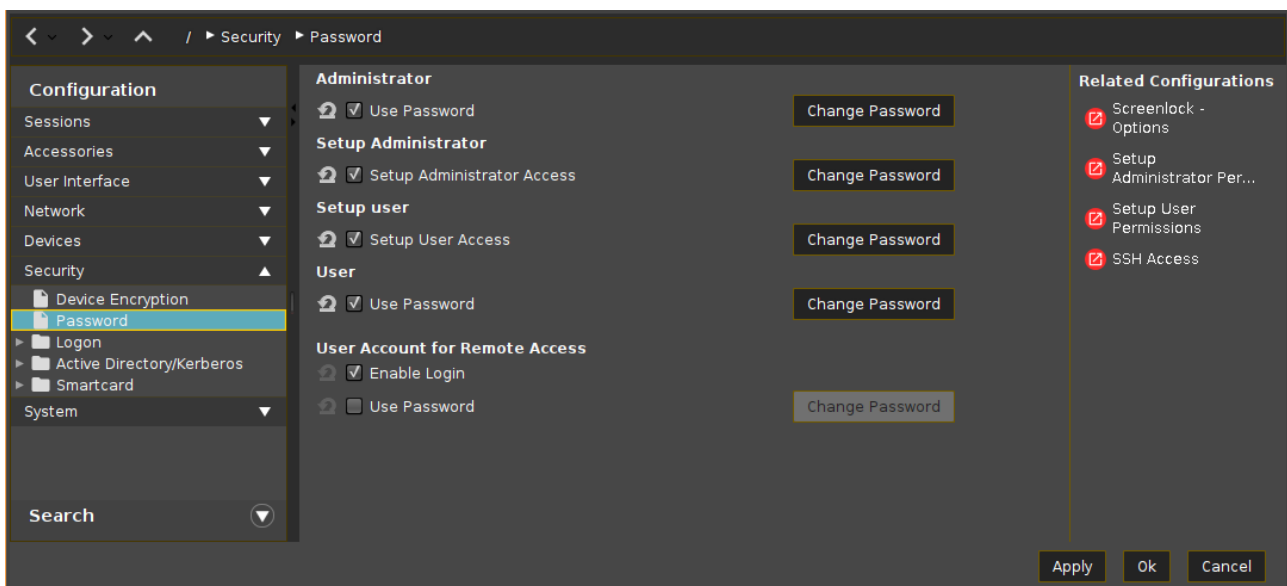 / Security Password
Configuration
Sessions
Accessories
User Interface
Network
Devices
Security
Device Encryption
Password
Logon
Active Directory/Kerberos
Smartcard
System
Search
Administrator
Use Password Change Password
Setup Administrator
Setup Administrator Access Change Password
Setup user
Setup User Access Change Password
User
Use Password Change Password
User Account for Remote Access
Enable Login
Use Password Change Password
Related Configurations
Screenlock -
Options
Setup
Administrator Per...
Setup User
Permissions
SSH Access
Apply Ok Cancel